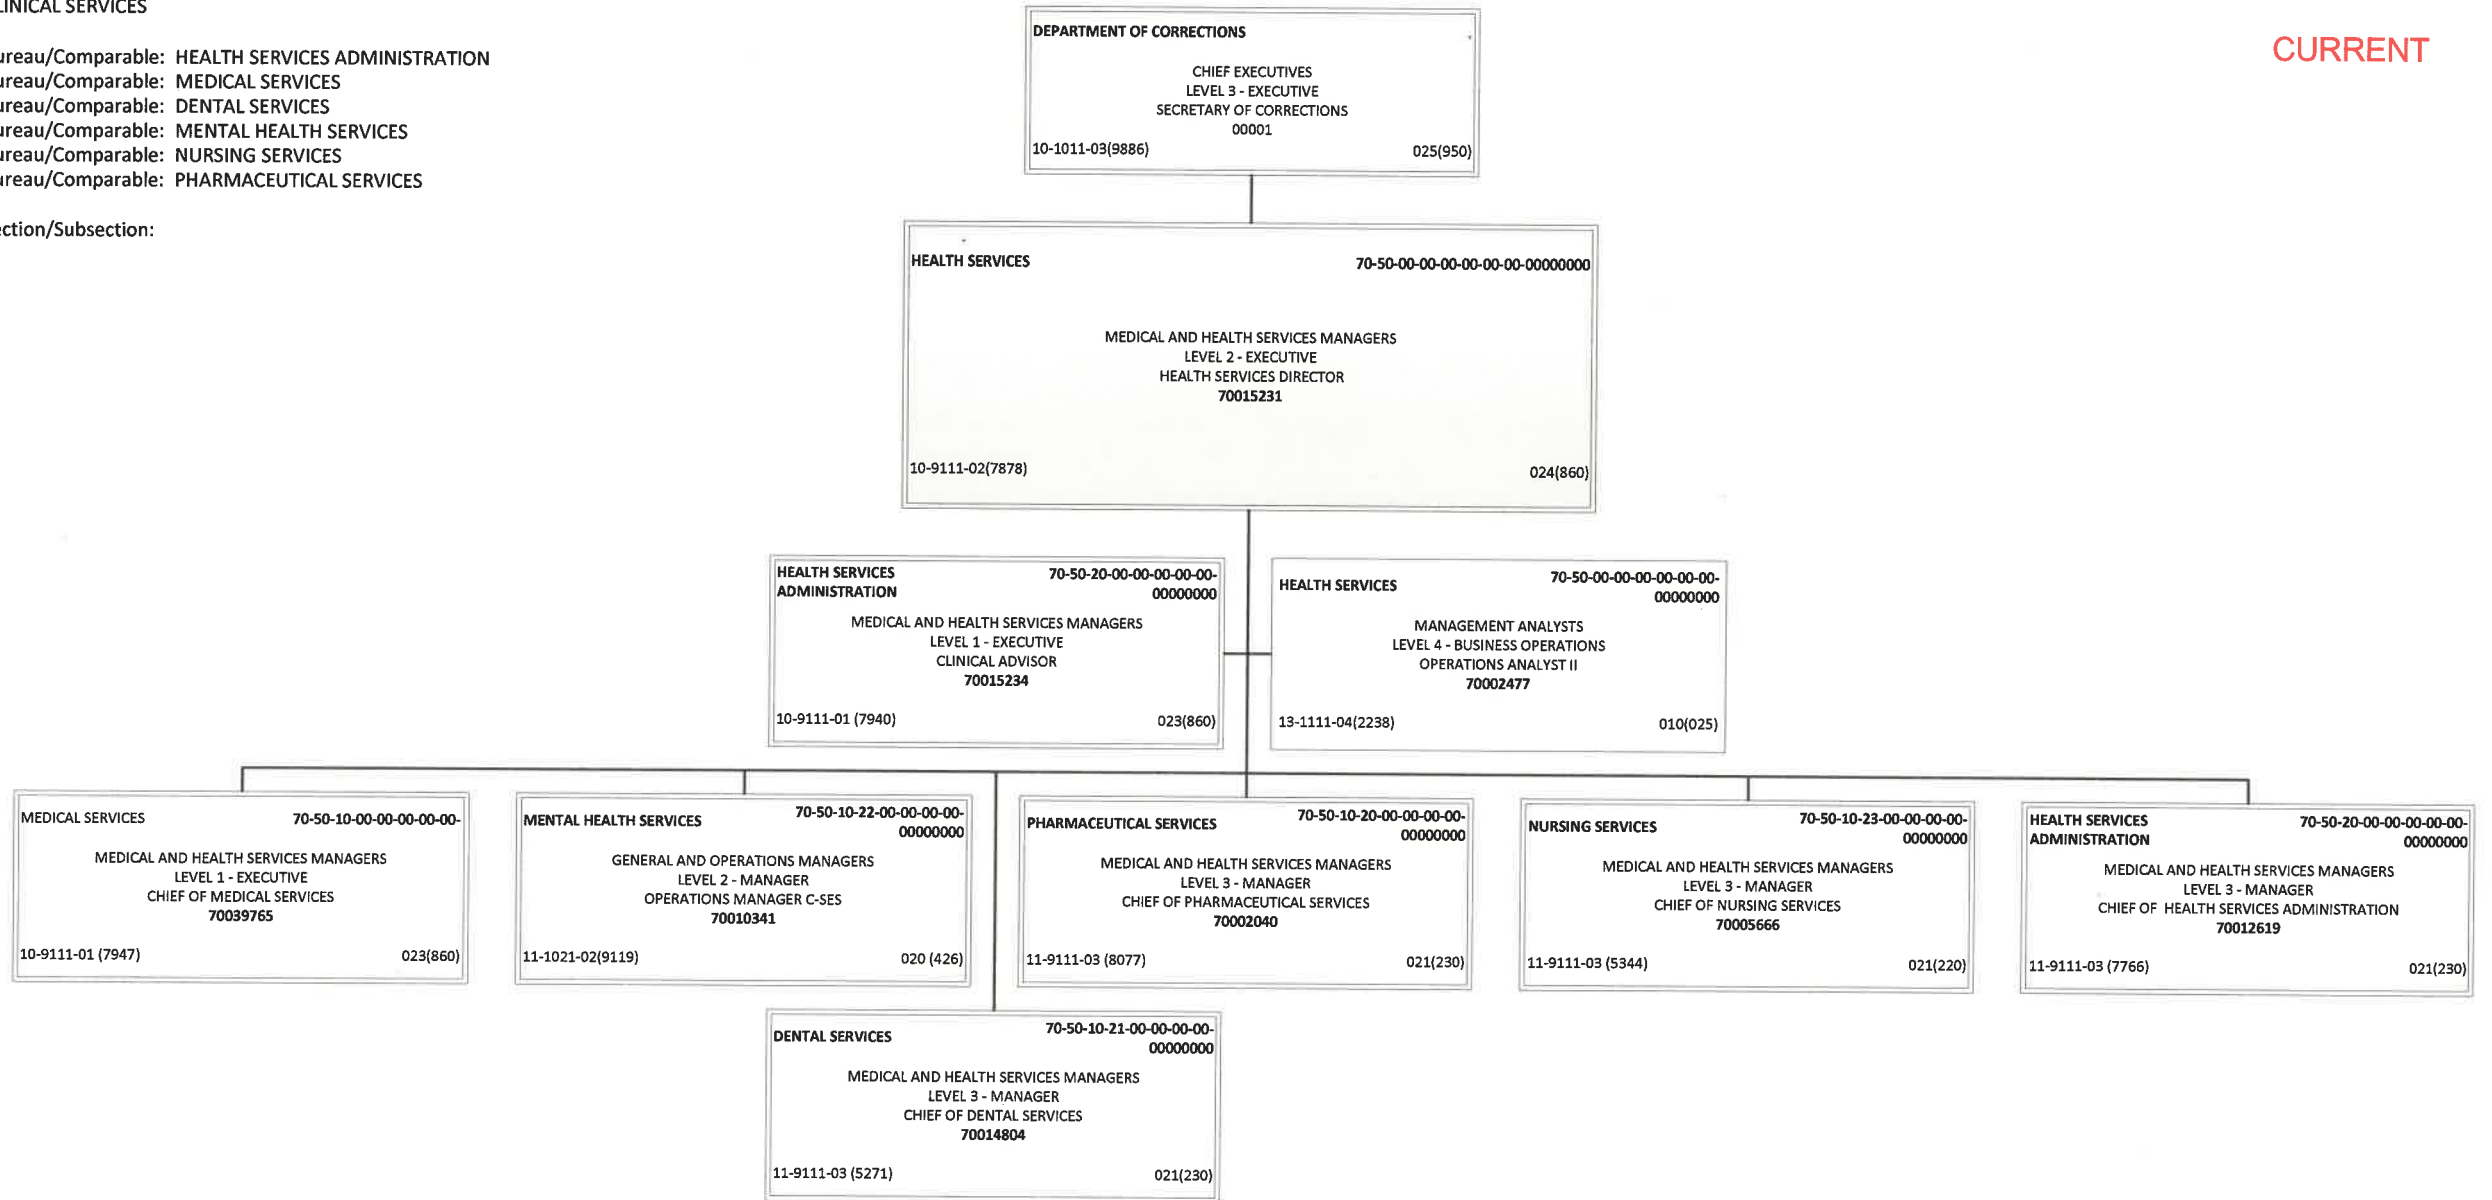 LINICAL SERVICES
ureau/Comparable: HEALTH SERVICES ADMINISTRATION
ureau/Comparable: MEDICAL SERVICES
ureau/Comparable: DENTAL SERVICES
ureau/Comparable: MENTAL HEALTH SERVICES
ureau/Comparable: NURSING SERVICES
ureau/Comparable: PHARMACEUTICAL SERVICES
ection/Subsection:
CURRENT
DEPARTMENT OF CORRECTIONS
CHIEF EXECUTIVES
LEVEL 3 - EXECUTIVE
SECRETARY OF CORRECTIONS
00001
10-1011-03(9886) 025(950)
HEALTH SERVICES 70-50-00-00-00-00-00-00-00000000
MEDICAL AND HEALTH SERVICES MANAGERS
LEVEL 2 - EXECUTIVE
HEALTH SERVICES DIRECTOR
70015231
10-9111-02(7878) 024(860)
HEALTH SERVICES 70-50-20-00-00-00-00-00-
ADMINISTRATION 00000000
MEDICAL AND HEALTH SERVICES MANAGERS
LEVEL 1 - EXECUTIVE
CLINICAL ADVISOR
70015234
10-9111-01 (7940) 023(860)
HEALTH SERVICES 70-50-00-00-00-00-00-00-
00000000
MANAGEMENT ANALYSTS
LEVEL 4 - BUSINESS OPERATIONS
OPERATIONS ANALYST II
70002477
13-1111-04(2238) 010(025)
MEDICAL SERVICES 70-50-10-00-00-00-00-00-
MEDICAL AND HEALTH SERVICES MANAGERS
LEVEL 1 - EXECUTIVE
CHIEF OF MEDICAL SERVICES
70039765
10-9111-01 (7947) 023(860)
MENTAL HEALTH SERVICES 70-50-10-22-00-00-00-00-
00000000
GENERAL AND OPERATIONS MANAGERS
LEVEL 2 - MANAGER
OPERATIONS MANAGER C-SES
70010341
11-1021-02(9119) 020 (426)
PHARMACEUTICAL SERVICES 70-50-10-20-00-00-00-00-
00000000
MEDICAL AND HEALTH SERVICES MANAGERS
LEVEL 3 - MANAGER
CHIEF OF PHARMACEUTICAL SERVICES
70002040
11-9111-03 (8077) 021(230)
NURSING SERVICES 70-50-10-23-00-00-00-00-
00000000
MEDICAL AND HEALTH SERVICES MANAGERS
LEVEL 3 - MANAGER
CHIEF OF NURSING SERVICES
70005666
11-9111-03 (5344) 021(220)
HEALTH SERVICES 70-50-20-00-00-00-00-00-
ADMINISTRATION 00000000
MEDICAL AND HEALTH SERVICES MANAGERS
LEVEL 3 - MANAGER
CHIEF OF HEALTH SERVICES ADMINISTRATION
70012619
11-9111-03 (7766) 021(230)
DENTAL SERVICES 70-50-10-21-00-00-00-00-
00000000
MEDICAL AND HEALTH SERVICES MANAGERS
LEVEL 3 - MANAGER
CHIEF OF DENTAL SERVICES
70014804
11-9111-03 (5271) 021(230)